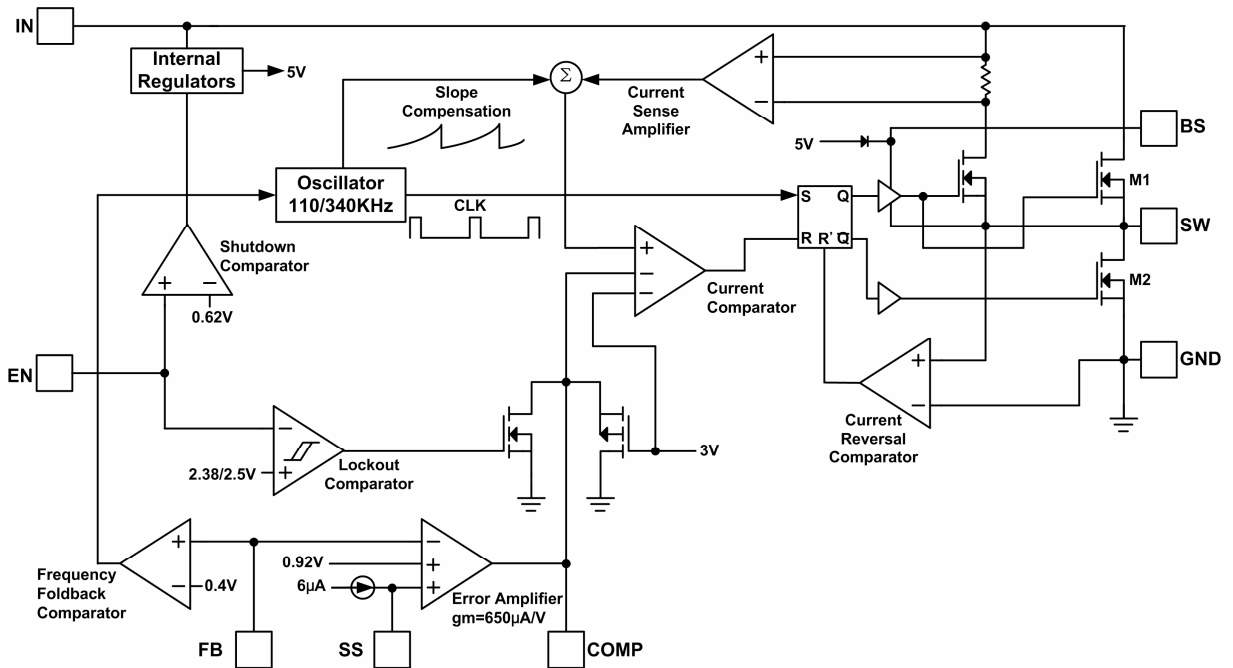 IN
Internal
Regulators
5V
Σ
Slope
Compensation
Current
Sense
Amplifier
+
−
5V
BS
Oscillator
110/340KHz
CLK
S Q
R R' Q̅
M1
SW
Shutdown
Comparator
+ −
0.62V
+
−
−
Current
Comparator
M2
EN
+
−
GND
Current
Reversal
Comparator
−
2.38/2.5V
+
Lockout
Comparator
3V
+
−
0.4V
Frequency
Foldback
Comparator
0.92V
6µA
−
+
+
Error Amplifier
gm=650µA/V
FB
SS
COMP